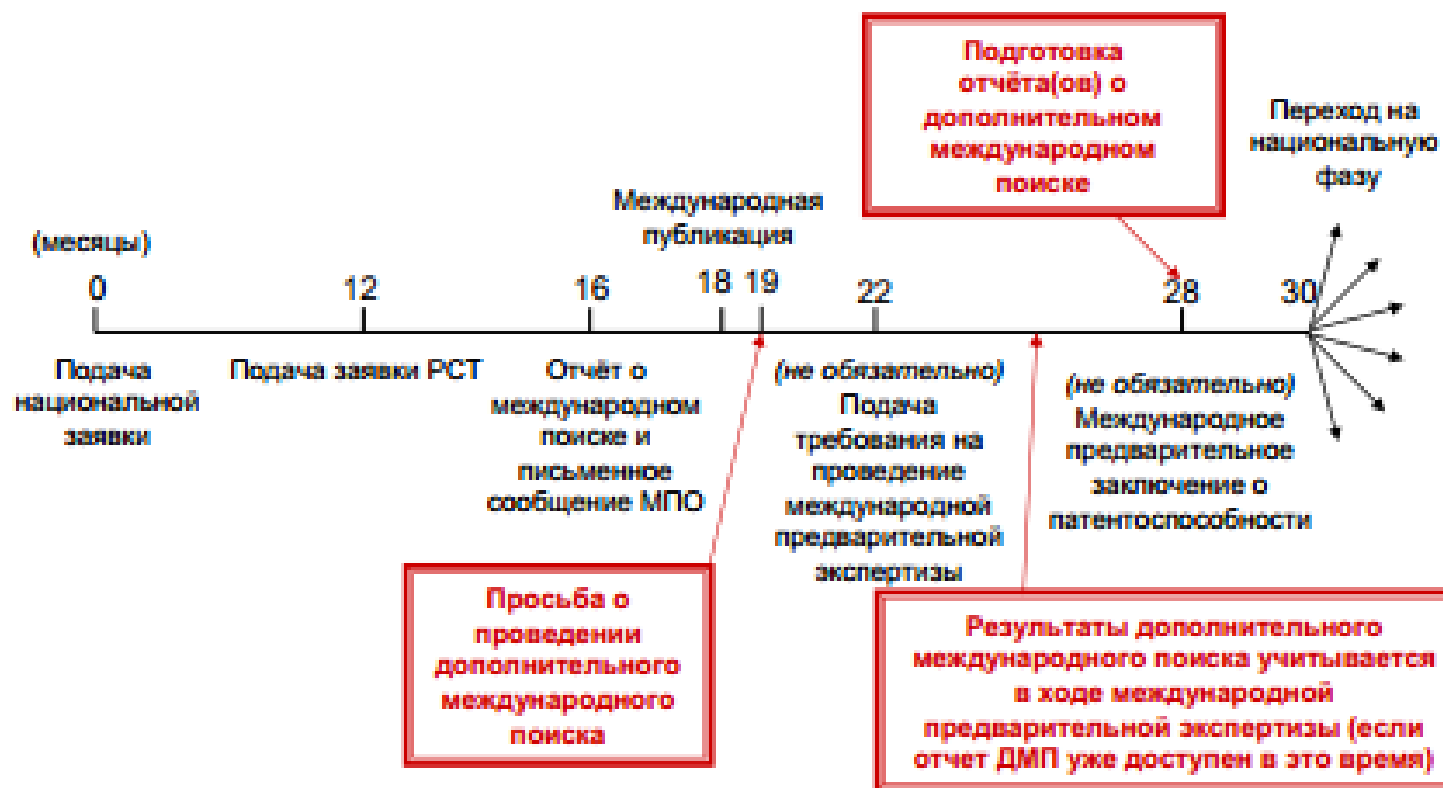 Подготовка
отчёта(ов) о
дополнительном
международном
поиске
Переход на
национальную
фазу
Международная
публикация
(месяцы)
0
12
16
18
19
22
28
30
Подача
национальной
заявки
Подача заявки РСТ
Отчёт о
международном
поиске и
письменное
сообщение МПО
(не обязательно)
Подача
требования на
проведение
международной
предварительной
экспертизы
(не обязательно)
Международное
предварительное
заключение о
патентоспособности
Просьба о
проведении
дополнительного
международного
поиска
Результаты дополнительного
международного поиска учитывается
в ходе международной
предварительной экспертизы (если
отчет ДМП уже доступен в это время)